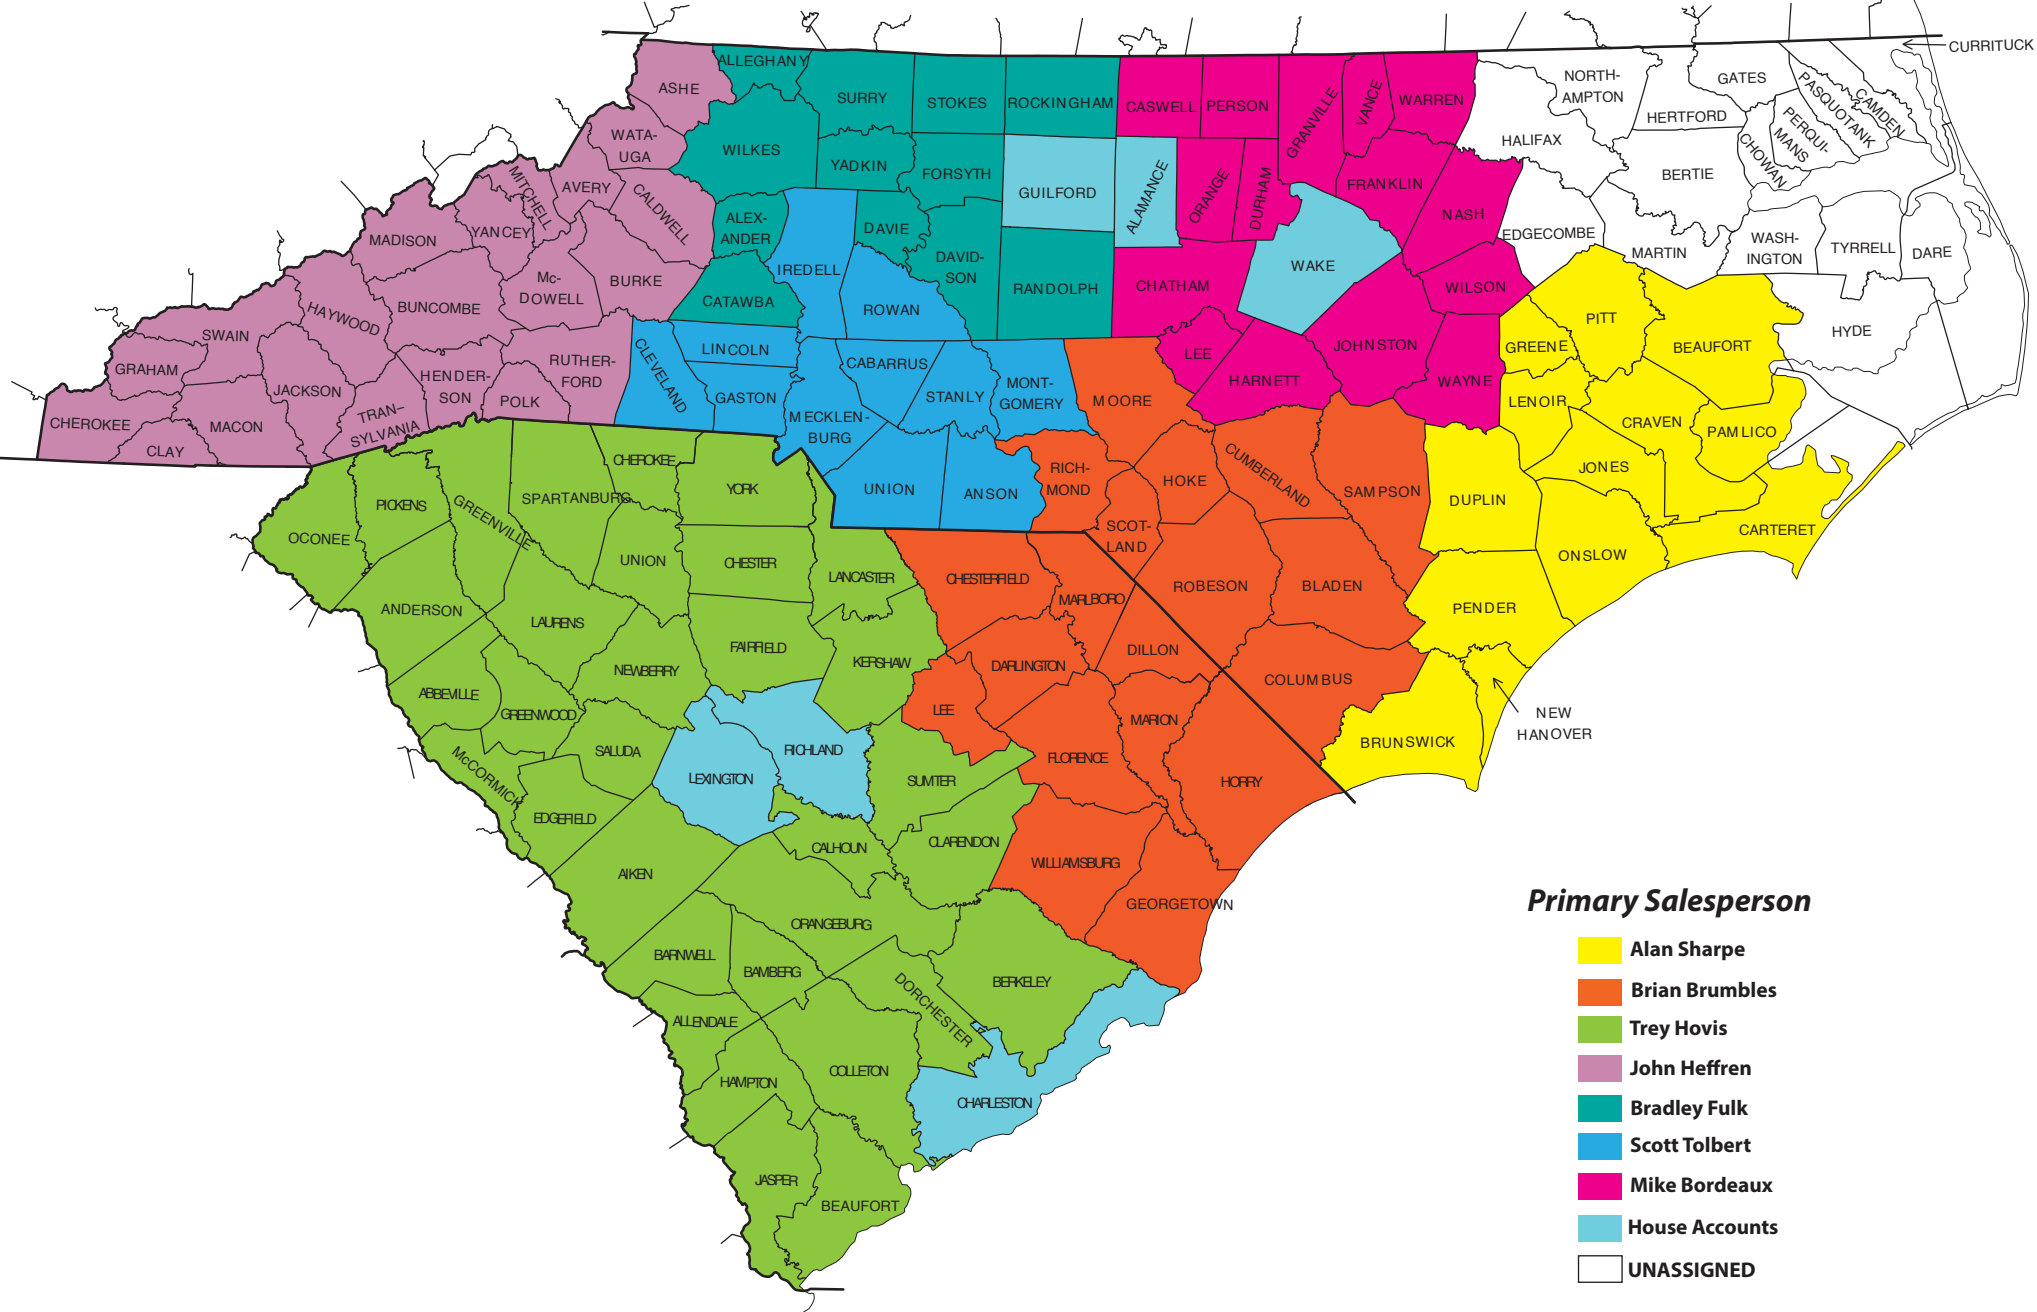 CURRITUCK
ALLEGHANY
ASHE
SURRY
STOKES
ROCKINGHAM
CASWELL
PERSON
GRANVILLE
VANCE
WARREN
NORTH-
AMPTON
GATES
HERTFORD
PASQUOTANK
CAMDEN
PERQUI-
MANS
CHOWAN
HALIFAX
WATA-
UGA
WILKES
YADKIN
FORSYTH
GUILFORD
ALAMANCE
ORANGE
DURHAM
FRANKLIN
NASH
BERTIE
MITCHELL
AVERY
CALDWELL
ALEX-
ANDER
DAVIE
EDGECOMBE
MARTIN
WASH-
INGTON
TYRRELL
DARE
MADISON
YANCEY
Mc-
DOWELL
BURKE
IREDELL
DAVID-
SON
RANDOLPH
CHATHAM
WAKE
WILSON
CATAWBA
ROWAN
HAYWOOD
BUNCOMBE
PITT
BEAUFORT
HYDE
SWAIN
GRAHAM
RUTHER-
FORD
CLEVELAND
LINCOLN
GASTON
CABARRUS
STANLY
MONT-
GOMERY
MOORE
LEE
HARNETT
JOHNSTON
WAYNE
GREENE
LENOIR
CRAVEN
PAMLICO
JACKSON
HENDER-
SON
POLK
CHEROKEE
CLAY
MACON
TRAN–
SYLVANIA
MECKLEN-
BURG
UNION
ANSON
RICH-
MOND
HOKE
CUMBERLAND
SAMPSON
DUPLIN
JONES
CARTERET
ONSLOW
SCOT-
LAND
ROBESON
BLADEN
PENDER
COLUMBUS
BRUNSWICK
NEW
HANOVER
OCONEE
PICKENS
GREENVILLE
SPARTANBURG
CHEROKEE
YORK
UNION
CHESTER
LANCASTER
CHESTERFIELD
MARLBORO
DILLON
ANDERSON
LAURENS
NEWBERRY
FAIRFIELD
KERSHAW
DARLINGTON
ABBEVILLE
GREENWOOD
SALUDA
LEXINGTON
RICHLAND
LEE
SUMTER
FLORENCE
MARION
HORRY
McCORMICK
EDGEFIELD
AIKEN
CALHOUN
CLARENDON
WILLIAMSBURG
GEORGETOWN
ORANGEBURG
BARNWELL
BAMBERG
DORCHESTER
BERKELEY
ALLENDALE
HAMPTON
COLLETON
CHARLESTON
JASPER
BEAUFORT
Primary Salesperson
Alan Sharpe
Brian Brumbles
Trey Hovis
John Heffren
Bradley Fulk
Scott Tolbert
Mike Bordeaux
House Accounts
UNASSIGNED